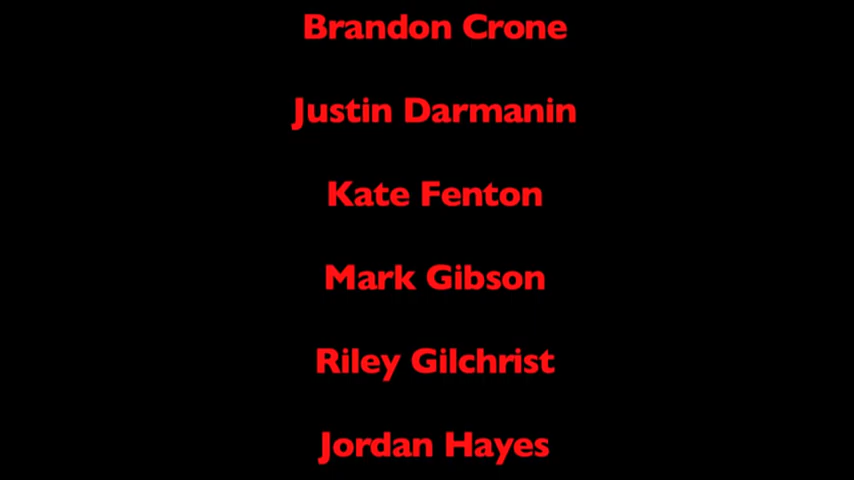 Brandon Crone
Justin Darmanin
Kate Fenton
Mark Gibson
Riley Gilchrist
Jordan Hayes